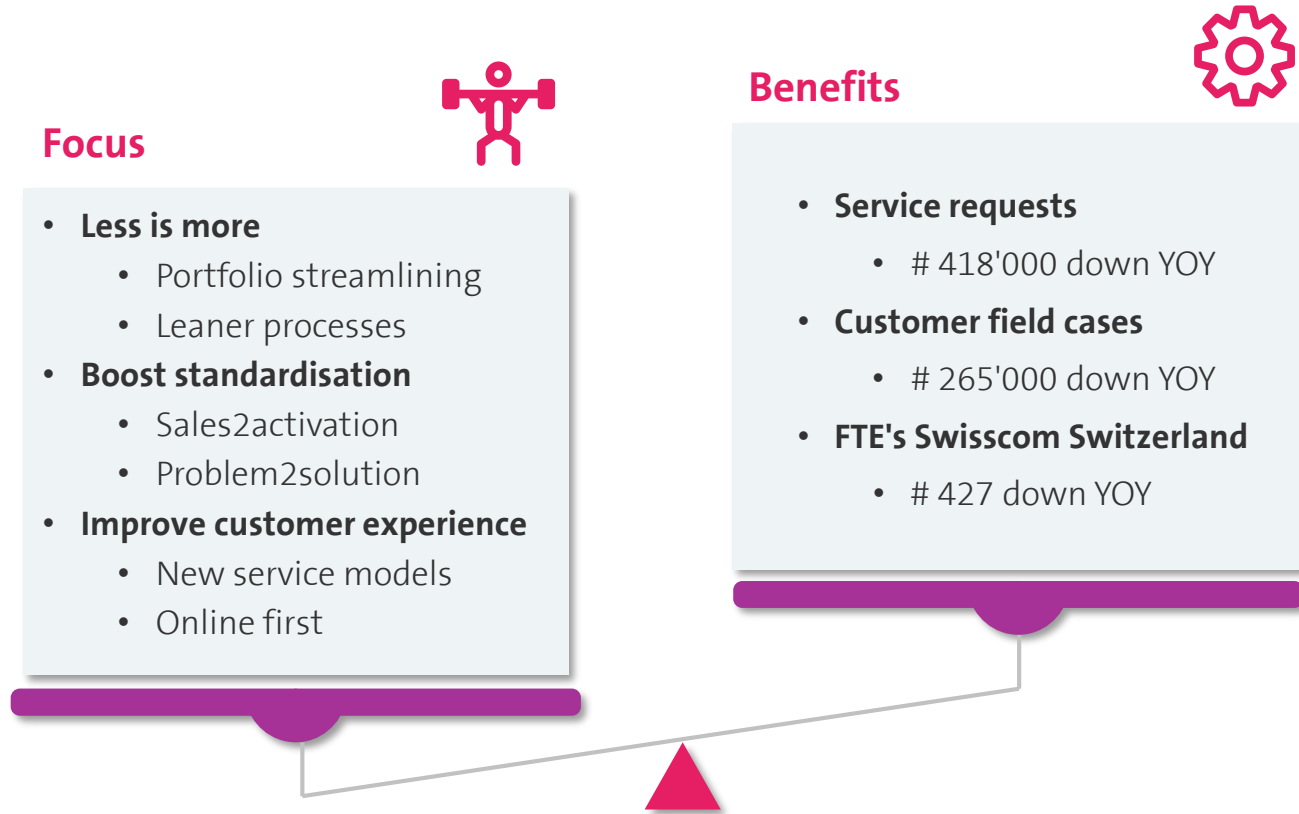 Focus
• Less is more
• Portfolio streamlining
• Leaner processes
• Boost standardisation
• Sales2activation
• Problem2solution
• Improve customer experience
• New service models
• Online first
Benefits
• Service requests
• # 418'000 down YOY
• Customer field cases
• # 265'000 down YOY
• FTE's Swisscom Switzerland
• # 427 down YOY